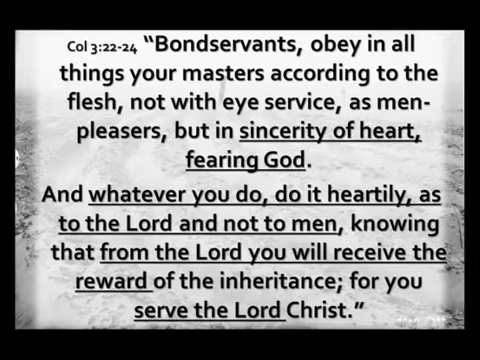 Col 3:22-24 “Bondservants, obey in all
things your masters according to the
flesh, not with eye service, as men-
pleasers, but in sincerity of heart,
fearing God.
And whatever you do, do it heartily, as
to the Lord and not to men, knowing
that from the Lord you will receive the
reward of the inheritance; for you
serve the Lord Christ.”